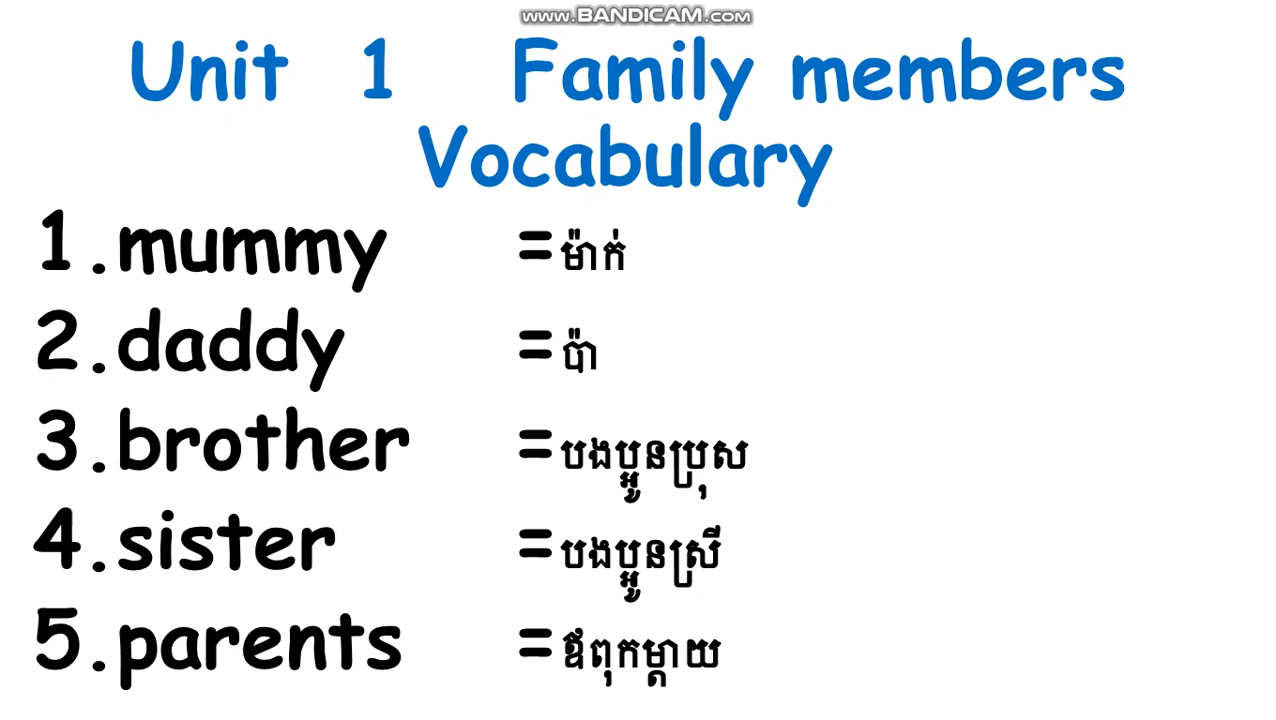 www.BANDICAM.com
Unit 1 Family members
Vocabulary
1.mummy =ម៉ាក់
2.daddy =ប៉ា
3.brother =បងប្អូនប្រុស
4.sister =បងប្អូនស្រី
5.parents =ឪពុកម្ដាយ